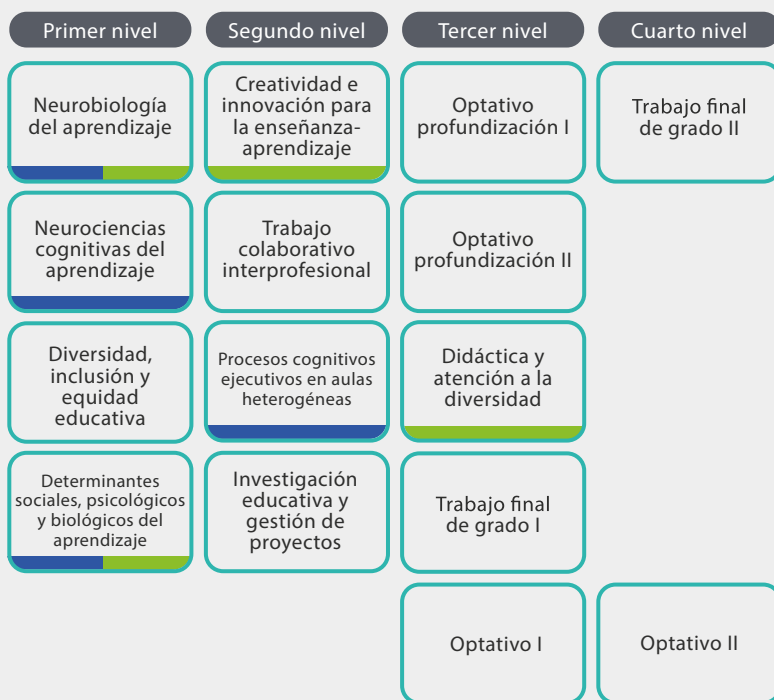 Primer nivel
Segundo nivel
Tercer nivel
Cuarto nivel
Neurobiología
del aprendizaje
Creatividad e
innovación para
la enseñanza-
aprendizaje
Optativo
profundización I
Trabajo final
de grado II
Neurociencias
cognitivas del
aprendizaje
Trabajo
colaborativo
interprofesional
Optativo
profundización II
Diversidad,
inclusión y
equidad
educativa
Procesos cognitivos
ejecutivos en aulas
heterogéneas
Didáctica y
atención a la
diversidad
Determinantes
sociales, psicológicos
y biológicos del
aprendizaje
Investigación
educativa y
gestión de
proyectos
Trabajo final
de grado I
Optativo I
Optativo II